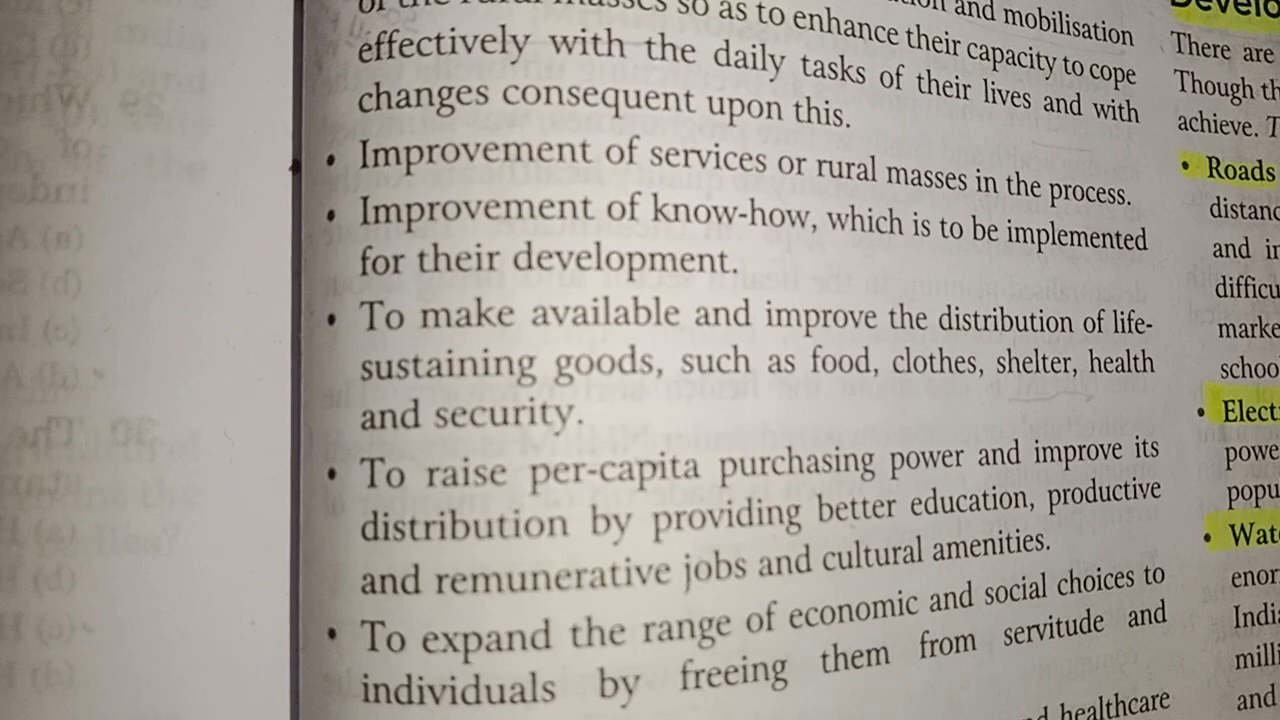 and mobilisation
so as to enhance their capacity to cope
effectively with the daily tasks of their lives and with
changes consequent upon this.
• Improvement of services or rural masses in the process.
• Improvement of know-how, which is to be implemented
for their development.
• To make available and improve the distribution of life-
sustaining goods, such as food, clothes, shelter, health
and security.
• To raise per-capita purchasing power and improve its
distribution by providing better education, productive
and remunerative jobs and cultural amenities.
• To expand the range of economic and social choices to
individuals by freeing them from servitude and
healthcare
There are
Though th
achieve. T
• Roads
distanc
and in
difficu
marke
schoo
• Elect
powe
popu
• Wat
enor
India
milli
and